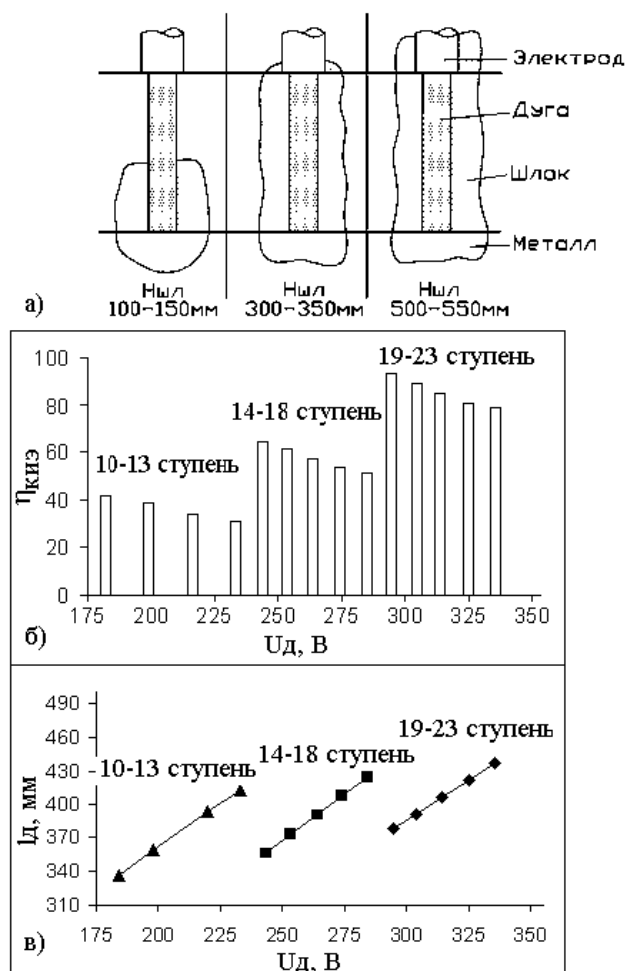 Электрод
Дуга
Шлак
Металл
а)
Hшл Hшл Hшл
100-150мм 300-350мм 500-550мм
100
80
60
40
20
0
ηкиэ
10-13 ступень
14-18 ступень
19-23 ступень
175 200 225 250 275 300 325 350
б)
Uд, В
490
460
430
400
370
340
310
lд, мм
10-13 ступень
14-18 ступень
19-23 ступень
175 200 225 250 275 300 325 350
в)
Uд, В